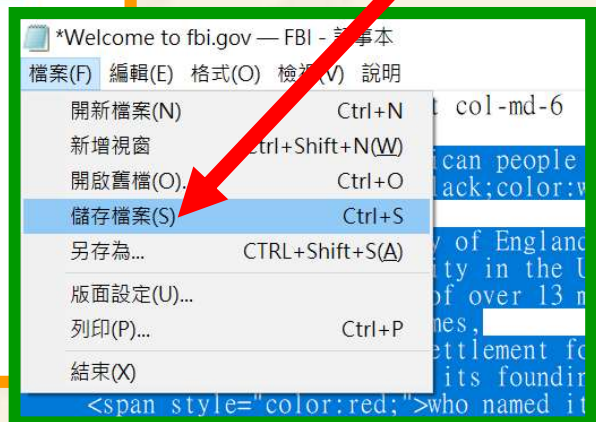 *Welcome to fbi.gov — FBI - 記事本
檔案(F) 編輯(E) 格式(O) 檢視(V) 說明
開新檔案(N) Ctrl+N
col-md-6
新增視窗 Ctrl+Shift+N(W)
can people
開啟舊檔(O)... Ctrl+O
lack;color:w
儲存檔案(S) Ctrl+S
另存為... CTRL+Shift+S(A)
of England
ity in the U
版面設定(U)...
of over 13 m
列印(P)... Ctrl+P
mes,
ettlement fo
結束(X)
its foundin
<span style="color:red;">who named it